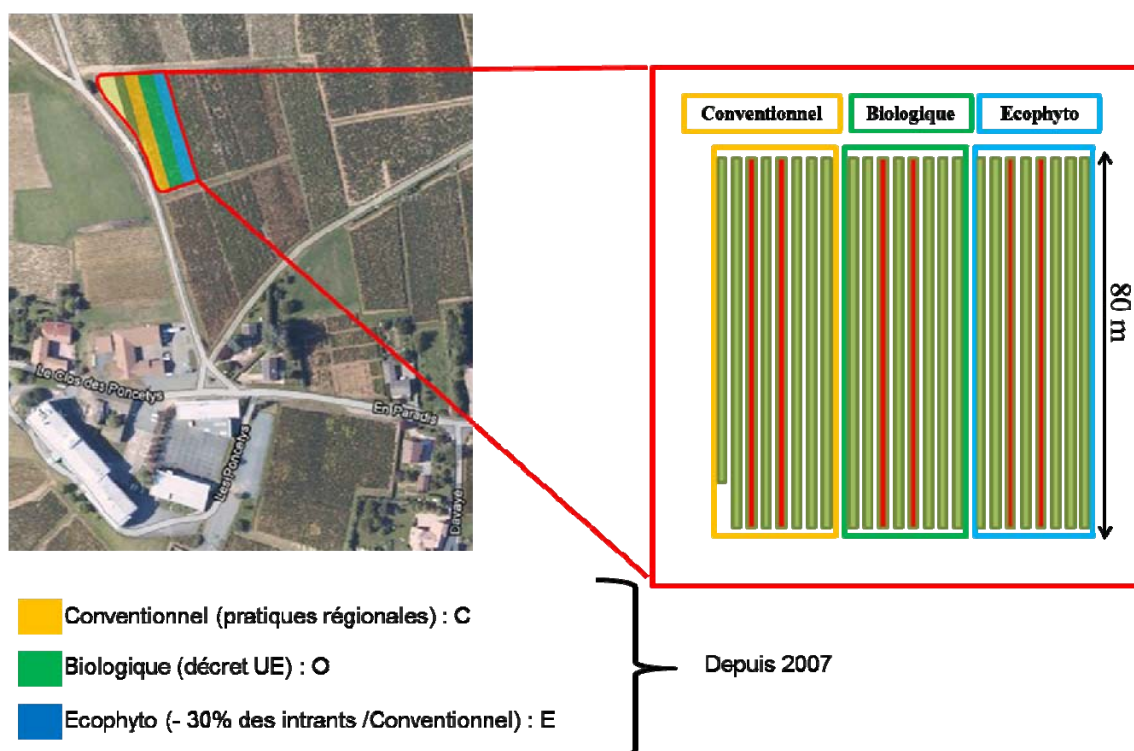 Conventionnel
Biologique
Ecophyto
80 m
Le Clos des Poncetys
Les Poncetys
En Paradis
Davayé
Conventionnel (pratiques régionales) : C
Biologique (décret UE) : O
Ecophyto (- 30% des intrants /Conventionnel) : E
Depuis 2007